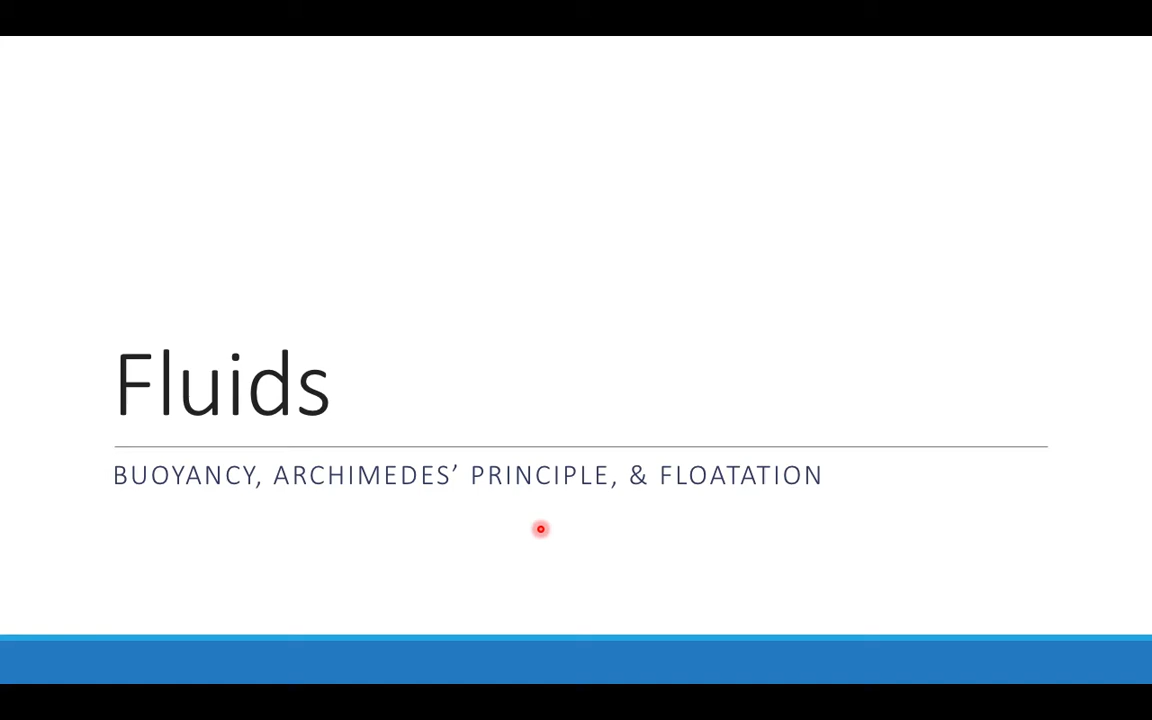 Fluids
BUOYANCY, ARCHIMEDES’ PRINCIPLE, & FLOATATION